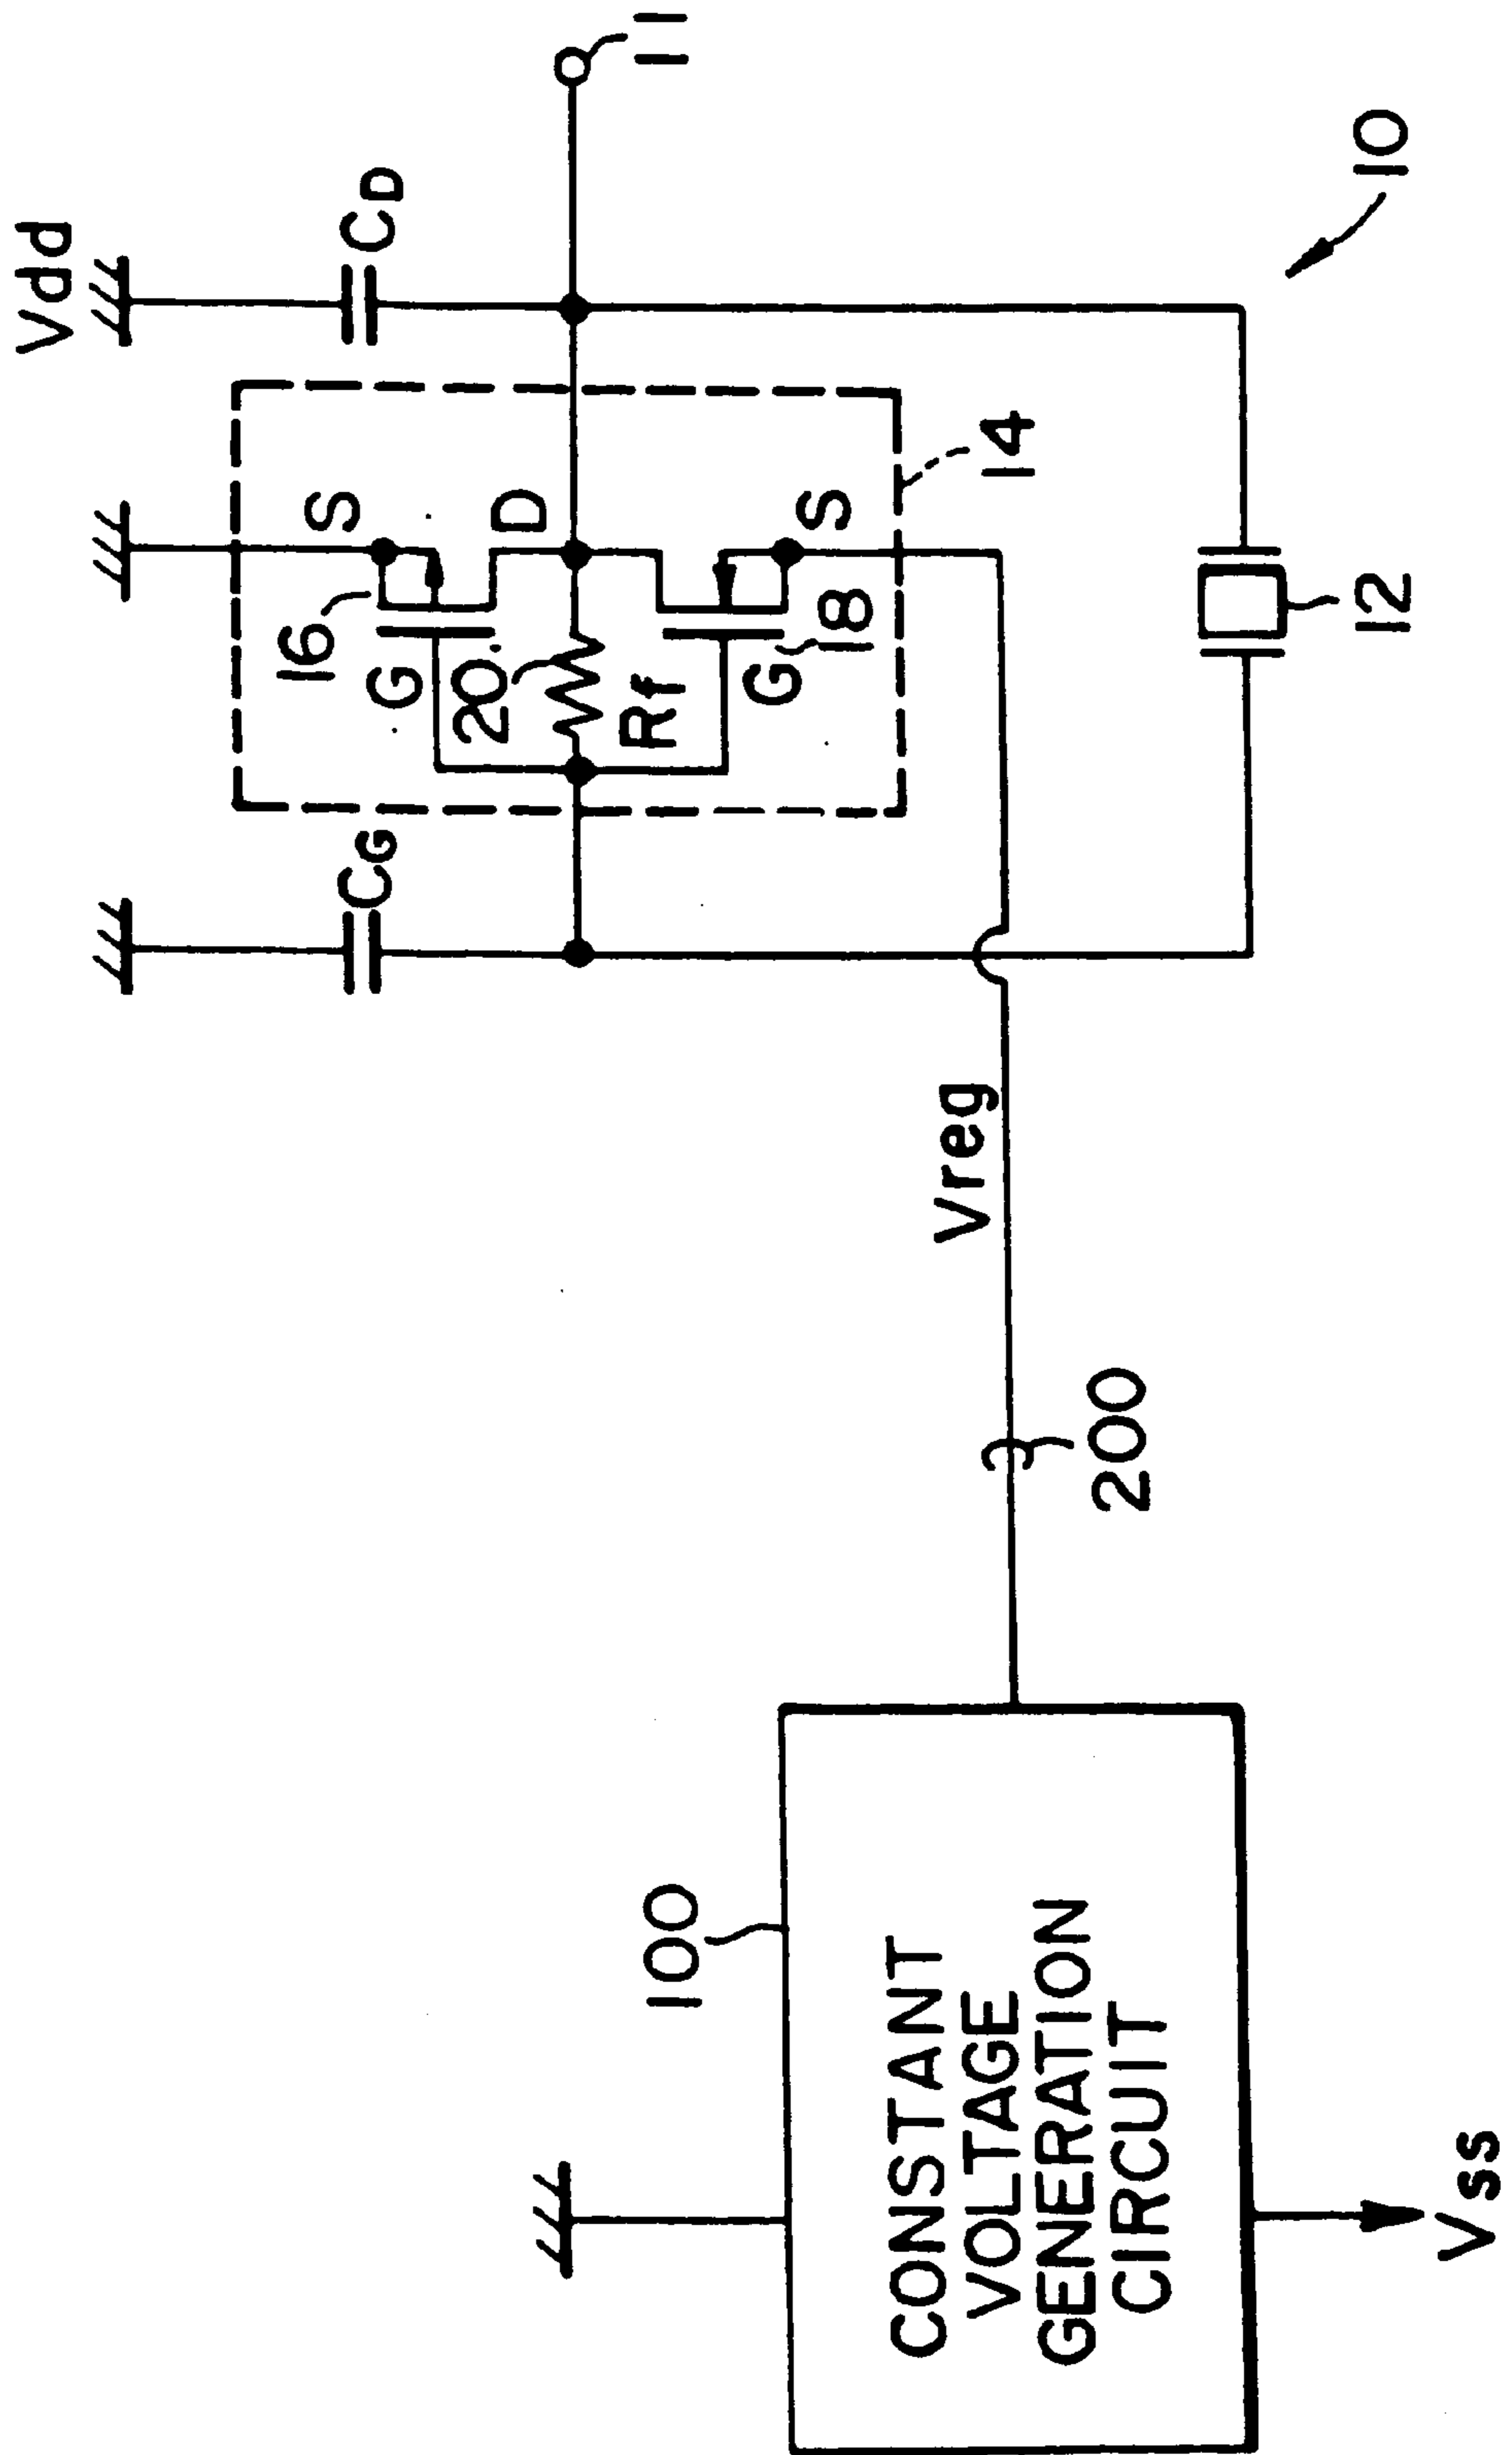 Vdd
CG
CD
16
S
G
D
20
Rf
G
18
S
14
11
Vreg
200
12
10
100
CONSTANT
VOLTAGE
GENERATION
CIRCUIT
Vss